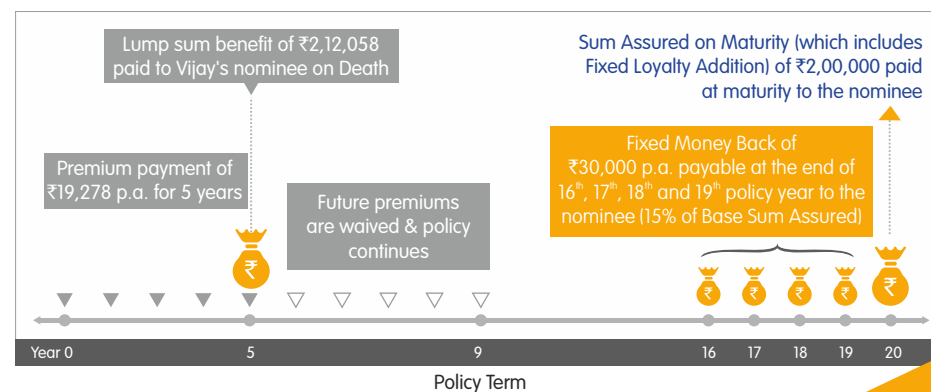 Lump sum benefit of ₹2,12,058
paid to Vijay's nominee on Death
Sum Assured on Maturity (which includes
Fixed Loyalty Addition) of ₹2,00,000 paid
at maturity to the nominee
Premium payment of
₹19,278 p.a. for 5 years
Future premiums
are waived & policy
continues
Fixed Money Back of
₹30,000 p.a. payable at the end of
16th, 17th, 18th and 19th policy year to the
nominee (15% of Base Sum Assured)
₹
₹ ₹ ₹ ₹ ₹
Year 0 5 9 16 17 18 19 20
Policy Term